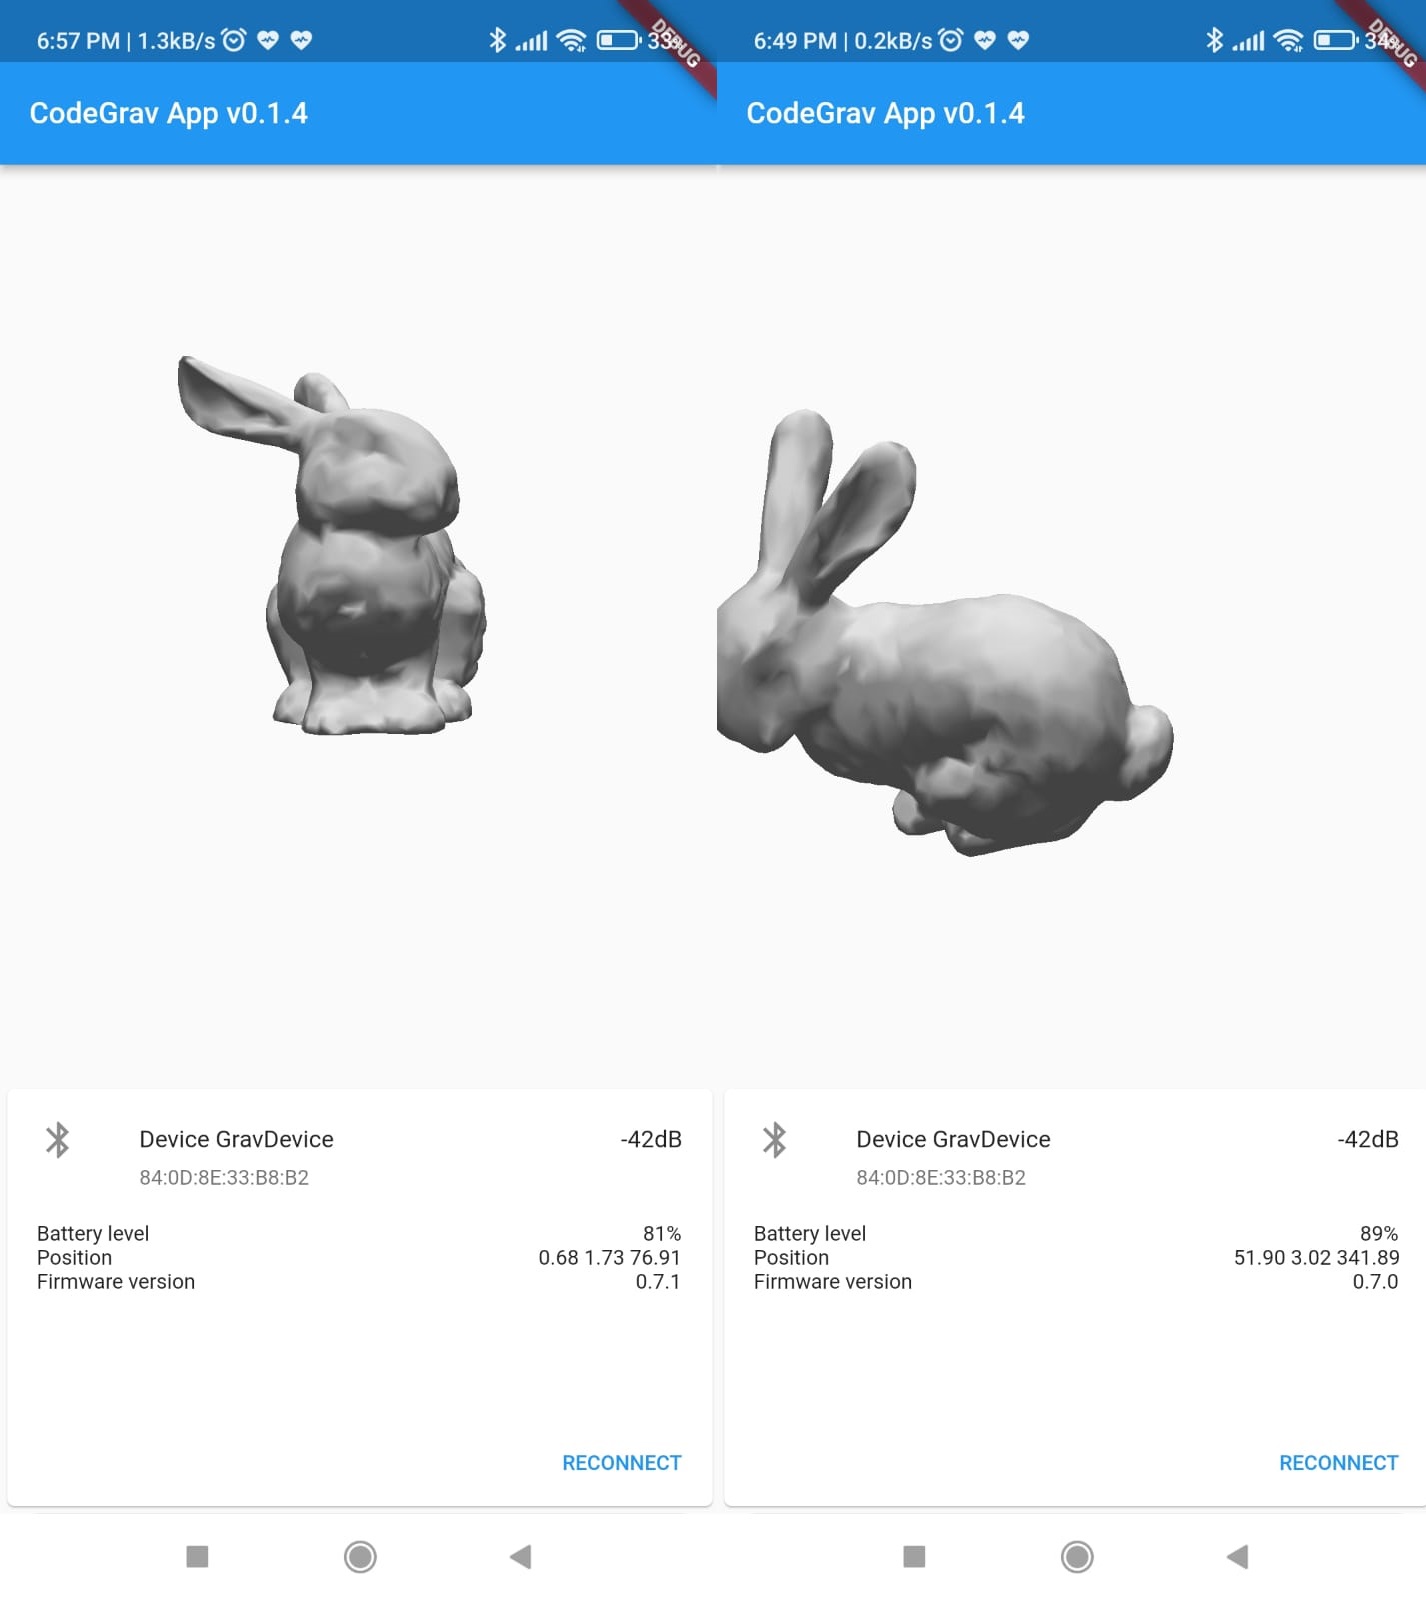 6:57 PM | 1.3kB/s
DEBUG
CodeGrav App v0.1.4
Device GravDevice -42dB
84:0D:8E:33:B8:B2
Battery level 81%
Position 0.68 1.73 76.91
Firmware version 0.7.1
RECONNECT
6:49 PM | 0.2kB/s
DEBUG
CodeGrav App v0.1.4
Device GravDevice -42dB
84:0D:8E:33:B8:B2
Battery level 89%
Position 51.90 3.02 341.89
Firmware version 0.7.0
RECONNECT